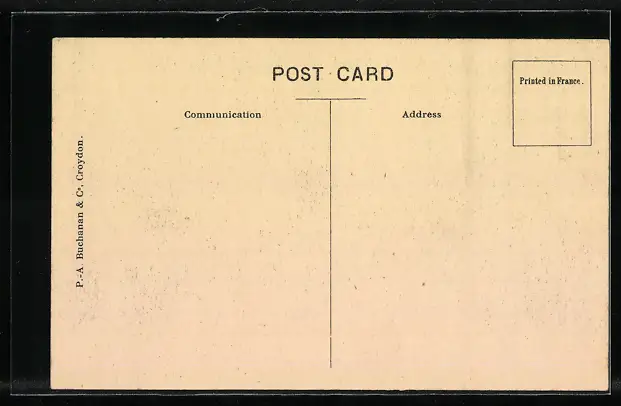 POST CARD
Printed in France.
Communication
Address
P.-A. Buchanan & Cº, Croydon.